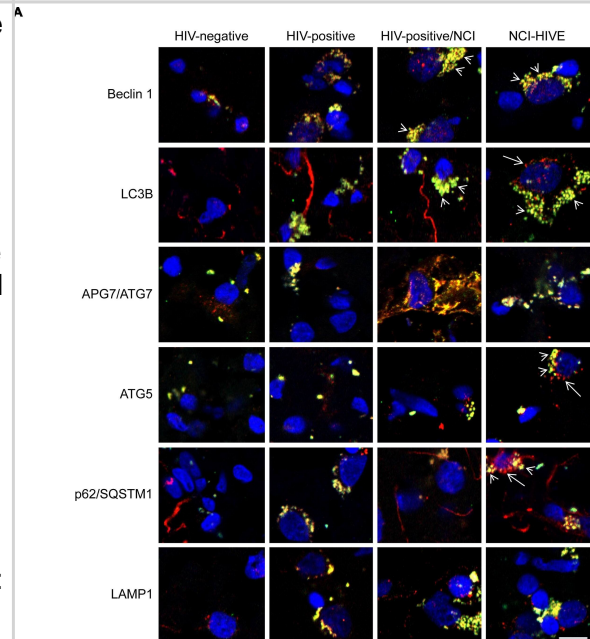 A
HIV-negative HIV-positive HIV-positive/NCI NCI-HIVE
Beclin 1
LC3B
APG7/ATG7
ATG5
p62/SQSTM1
LAMP1